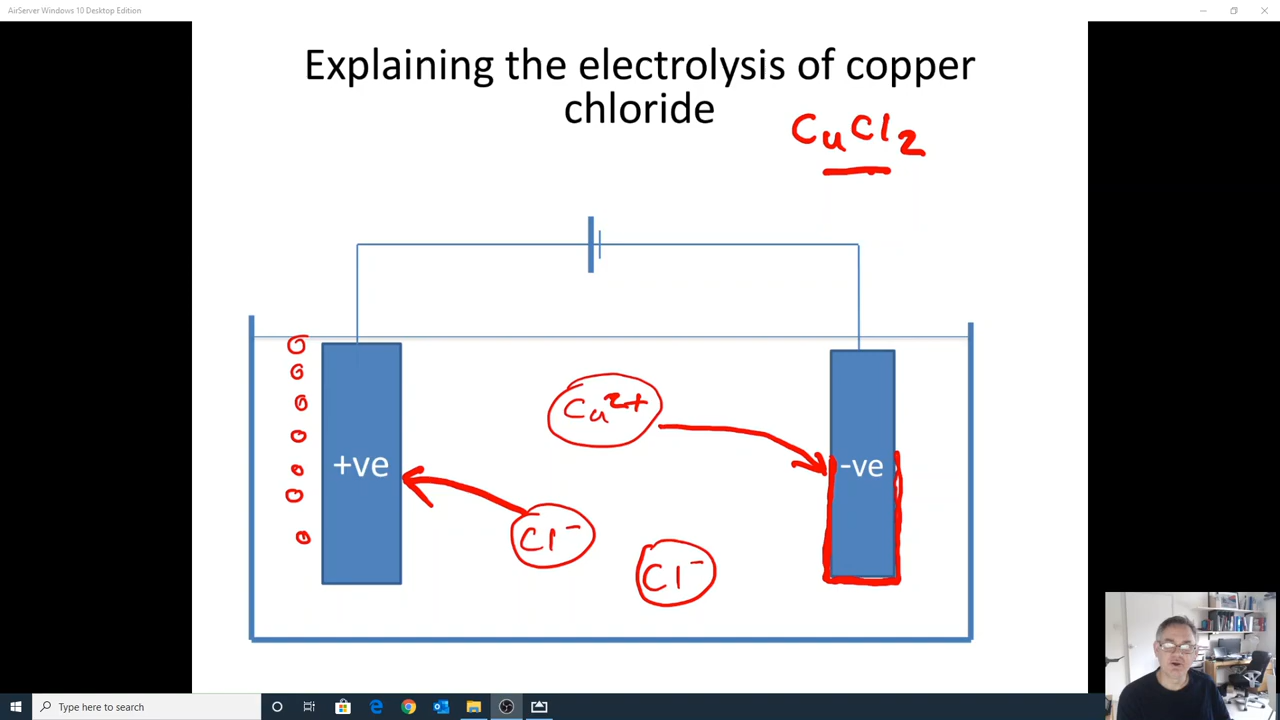 AirServer Windows 10 Desktop Edition
Explaining the electrolysis of copper
chloride
CuCl2
Cu2+
+ve
-ve
Cl-
Cl-
Type here to search